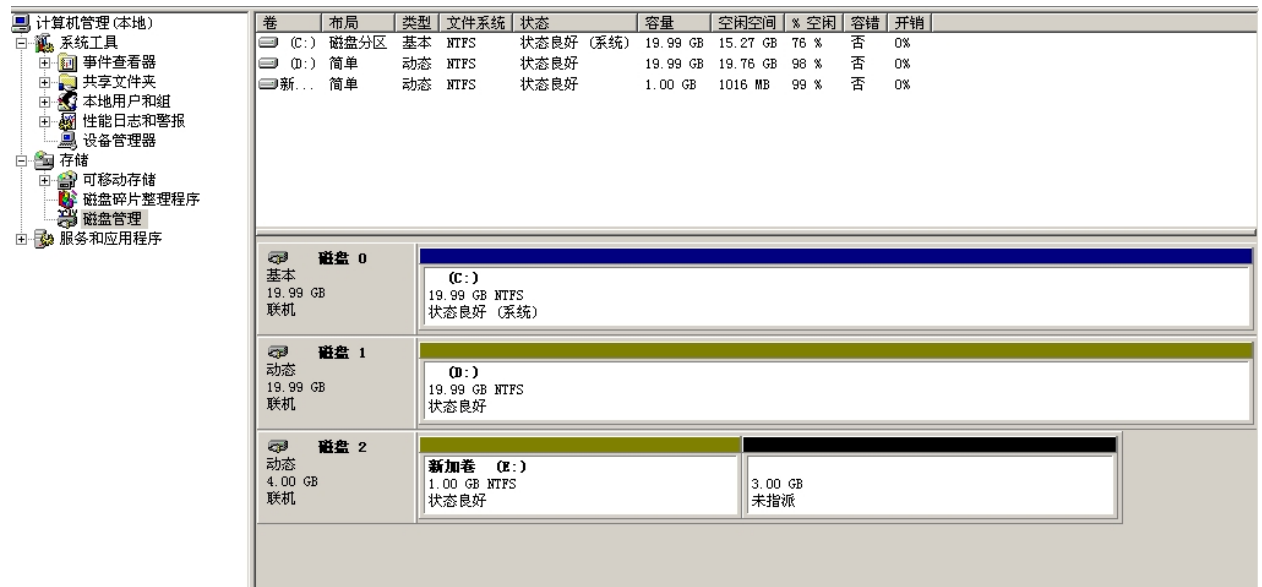 计算机管理(本地)
系统工具
事件查看器
共享文件夹
本地用户和组
性能日志和警报
设备管理器
存储
可移动存储
磁盘碎片整理程序
磁盘管理
服务和应用程序
卷 布局 类型 文件系统 状态 容量 空闲空间 % 空闲 容错 开销
(C:) 磁盘分区 基本 NTFS 状态良好 (系统) 19.99 GB 15.27 GB 76 % 否 0%
(D:) 简单 动态 NTFS 状态良好 19.99 GB 19.76 GB 98 % 否 0%
新... 简单 动态 NTFS 状态良好 1.00 GB 1016 MB 99 % 否 0%
磁盘 0
基本
19.99 GB
联机
(C:)
19.99 GB NTFS
状态良好 (系统)
磁盘 1
动态
19.99 GB
联机
(D:)
19.99 GB NTFS
状态良好
磁盘 2
动态
4.00 GB
联机
新加卷 (E:)
1.00 GB NTFS
状态良好
3.00 GB
未指派